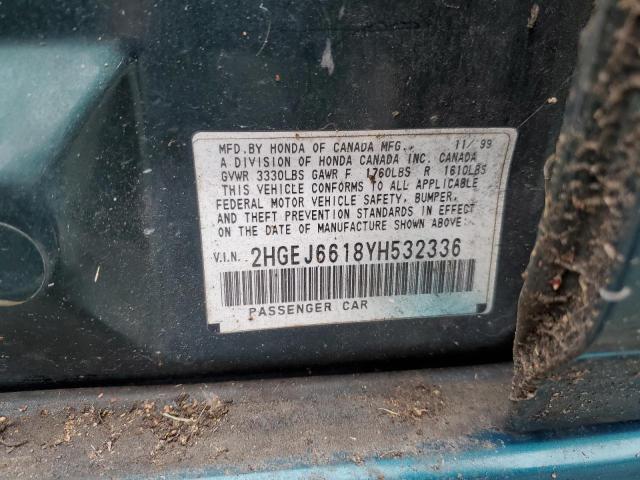 MFD. BY HONDA OF CANADA MFG., 11/99
A DIVISION OF HONDA CANADA INC. CANADA
GVWR 3330LBS GAWR F 1760LBS R 1610LBS
THIS VEHICLE CONFORMS TO ALL APPLICABLE
FEDERAL MOTOR VEHICLE SAFETY, BUMPER,
AND THEFT PREVENTION STANDARDS IN EFFECT
ON THE DATE OF MANUFACTURE SHOWN ABOVE.
V.I.N. 2HGEJ6618YH532336
PASSENGER CAR